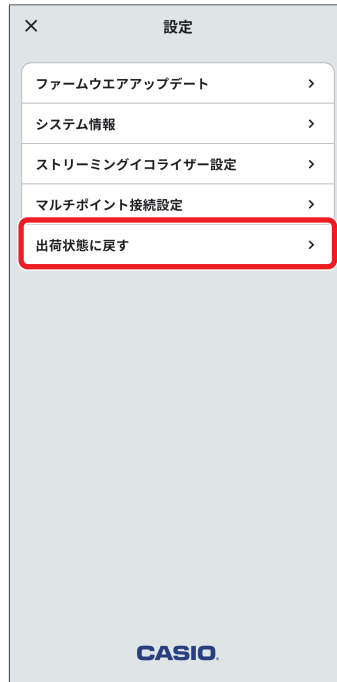 設定
ファームウエアアップデート
システム情報
ストリーミングイコライザー設定
マルチポイント接続設定
出荷状態に戻す
CASIO.